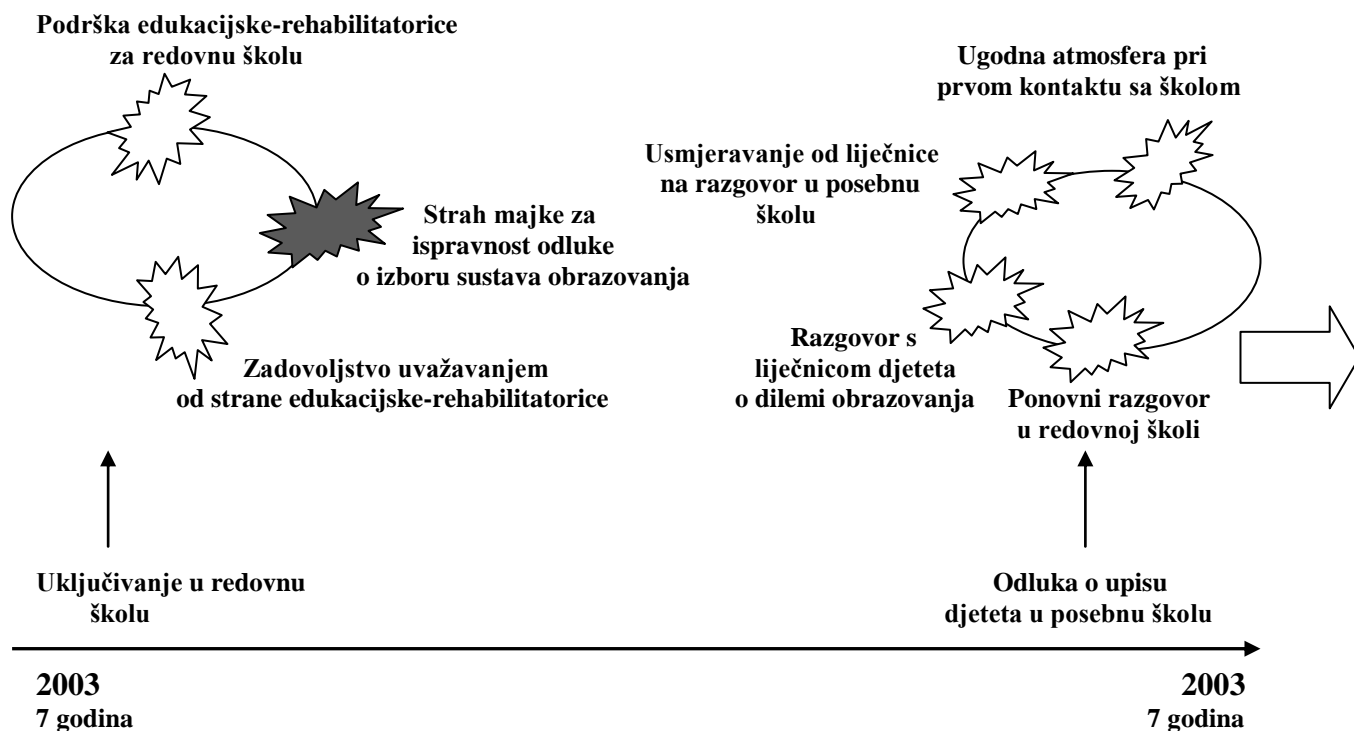 Podrška edukacijske-rehabilitatorice
za redovnu školu
Ugodna atmosfera pri
prvom kontaktu sa školom
Usmjeravanje od liječnice
na razgovor u posebnu
školu
Strah majke za
ispravnost odluke
o izboru sustava obrazovanja
Zadovoljstvo uvažavanjem
od strane edukacijske-rehabilitatorice
Razgovor s
liječnicom djeteta
o dilemi obrazovanja
Ponovni razgovor
u redovnoj školi
Uključivanje u redovnu
školu
Odluka o upisu
djeteta u posebnu školu
2003
7 godina
2003
7 godina